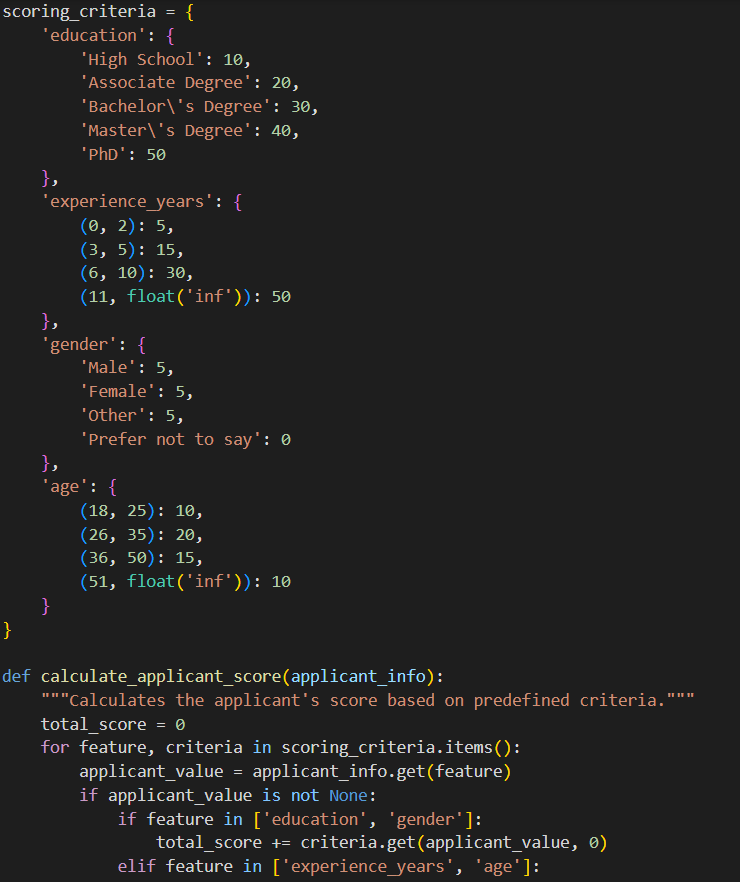 scoring_criteria = {
    'education': {
        'High School': 10,
        'Associate Degree': 20,
        'Bachelor\'s Degree': 30,
        'Master\'s Degree': 40,
        'PhD': 50
    },
    'experience_years': {
        (0, 2): 5,
        (3, 5): 15,
        (6, 10): 30,
        (11, float('inf')): 50
    },
    'gender': {
        'Male': 5,
        'Female': 5,
        'Other': 5,
        'Prefer not to say': 0
    },
    'age': {
        (18, 25): 10,
        (26, 35): 20,
        (36, 50): 15,
        (51, float('inf')): 10
    }
}
def calculate_applicant_score(applicant_info):
    """Calculates the applicant's score based on predefined criteria."""
    total_score = 0
    for feature, criteria in scoring_criteria.items():
        applicant_value = applicant_info.get(feature)
        if applicant_value is not None:
            if feature in ['education', 'gender']:
                total_score += criteria.get(applicant_value, 0)
            elif feature in ['experience_years', 'age']: